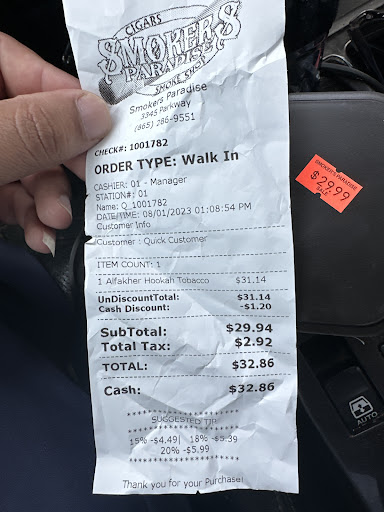 CIGARS
SMOKERS
PARADISE
SMOKE SHOP
Smokers Paradise
3345 Parkway
(865) 286-9551
CHECK#: 1001782
ORDER TYPE: Walk In
CASHIER: 01 - Manager
STATION#: 01
Name: Q_1001782
DATE/TIME: 08/01/2023 01:08:54 PM
Customer Info
Customer : Quick Customer
ITEM COUNT: 1
1 Alfakher Hookah Tobacco $31.14
UnDiscountTotal: $31.14
Cash Discount: -$1.20
SubTotal: $29.94
Total Tax: $2.92
TOTAL: $32.86
Cash: $32.86
*********************
SUGGESTED TIP
*********************
15% -$4.49| 18% -$5.39
20% -$5.99
*********************
Thank you for your Purchase!
SMOKERS PARADISE
$29.99
AUTO